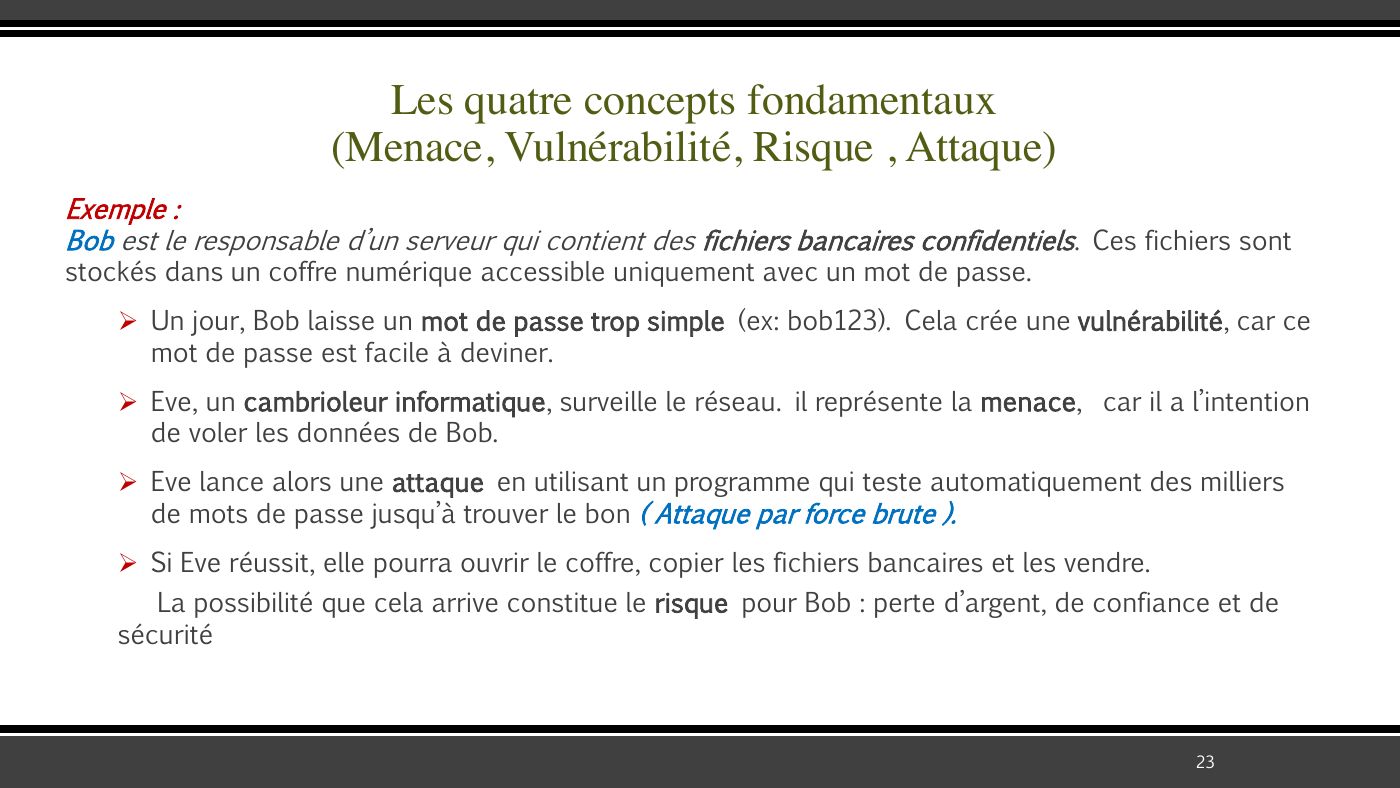 Les quatre concepts fondamentaux
(Menace, Vulnérabilité, Risque , Attaque)
Exemple :
Bob est le responsable d’un serveur qui contient des fichiers bancaires confidentiels. Ces fichiers sont
stockés dans un coffre numérique accessible uniquement avec un mot de passe.
➢ Un jour, Bob laisse un mot de passe trop simple (ex: bob123). Cela crée une vulnérabilité, car ce
mot de passe est facile à deviner.
➢ Eve, un cambrioleur informatique, surveille le réseau. il représente la menace, car il a l’intention
de voler les données de Bob.
➢ Eve lance alors une attaque en utilisant un programme qui teste automatiquement des milliers
de mots de passe jusqu’à trouver le bon ( Attaque par force brute ).
➢ Si Eve réussit, elle pourra ouvrir le coffre, copier les fichiers bancaires et les vendre.
La possibilité que cela arrive constitue le risque pour Bob : perte d’argent, de confiance et de
sécurité
23